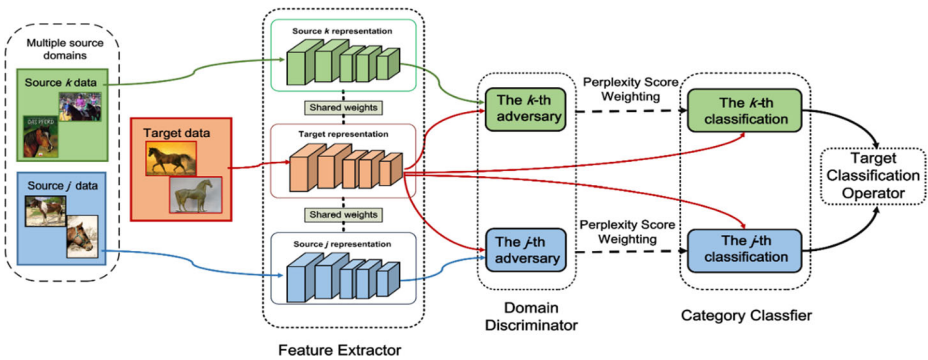 Multiple source
domains
Source k data
DAS PFERD
Target data
Source j data
Source k representation
Shared weights
Target representation
Shared weights
Source j representation
Feature Extractor
The k-th
adversary
The j-th
adversary
Domain
Discriminator
Perplexity Score
Weighting
Perplexity Score
Weighting
The k-th
classification
The j-th
classification
Category Classfier
Target
Classification
Operator